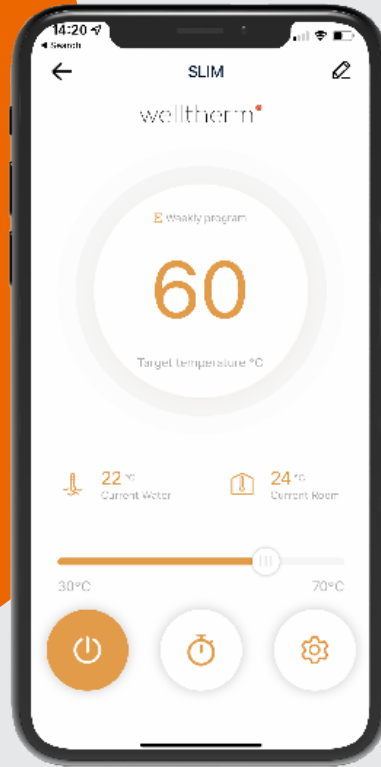 14:20
Search
SLIM
welltherm
Weekly program
60
Target temperature °C
22 °C
Current Water
24 °C
Current Room
30°C
70°C